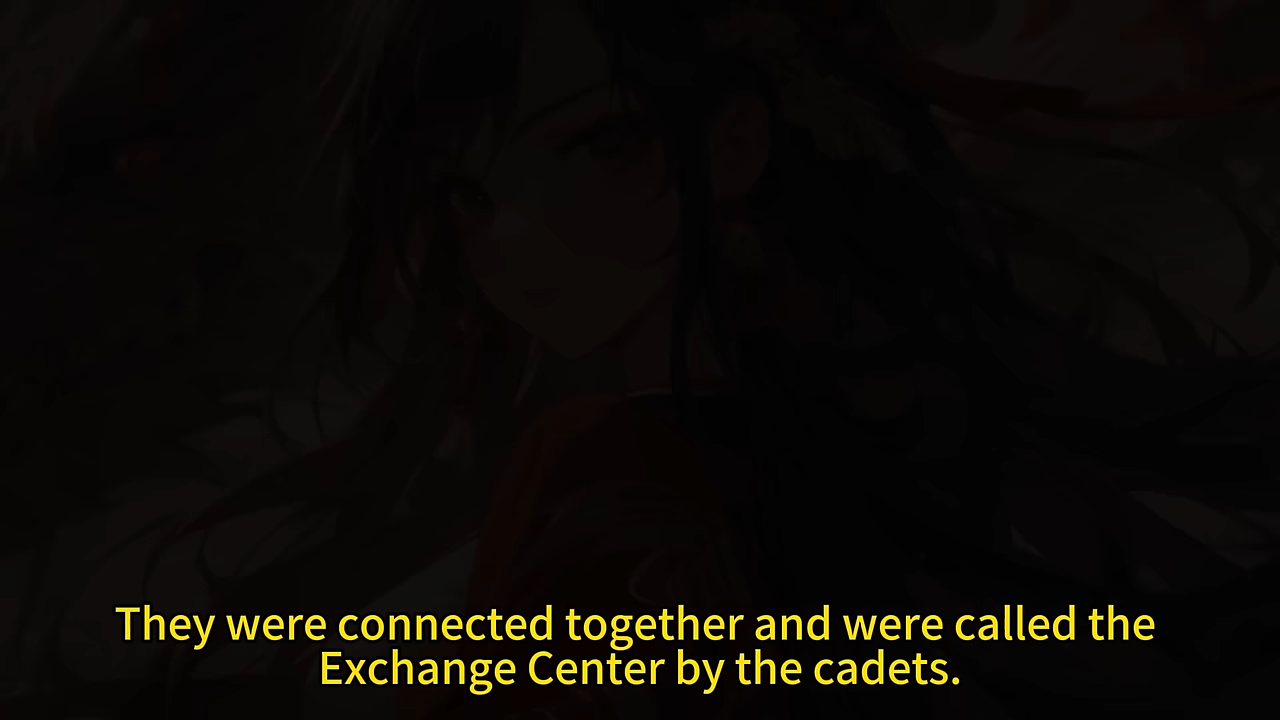 They were connected together and were called the
Exchange Center by the cadets.